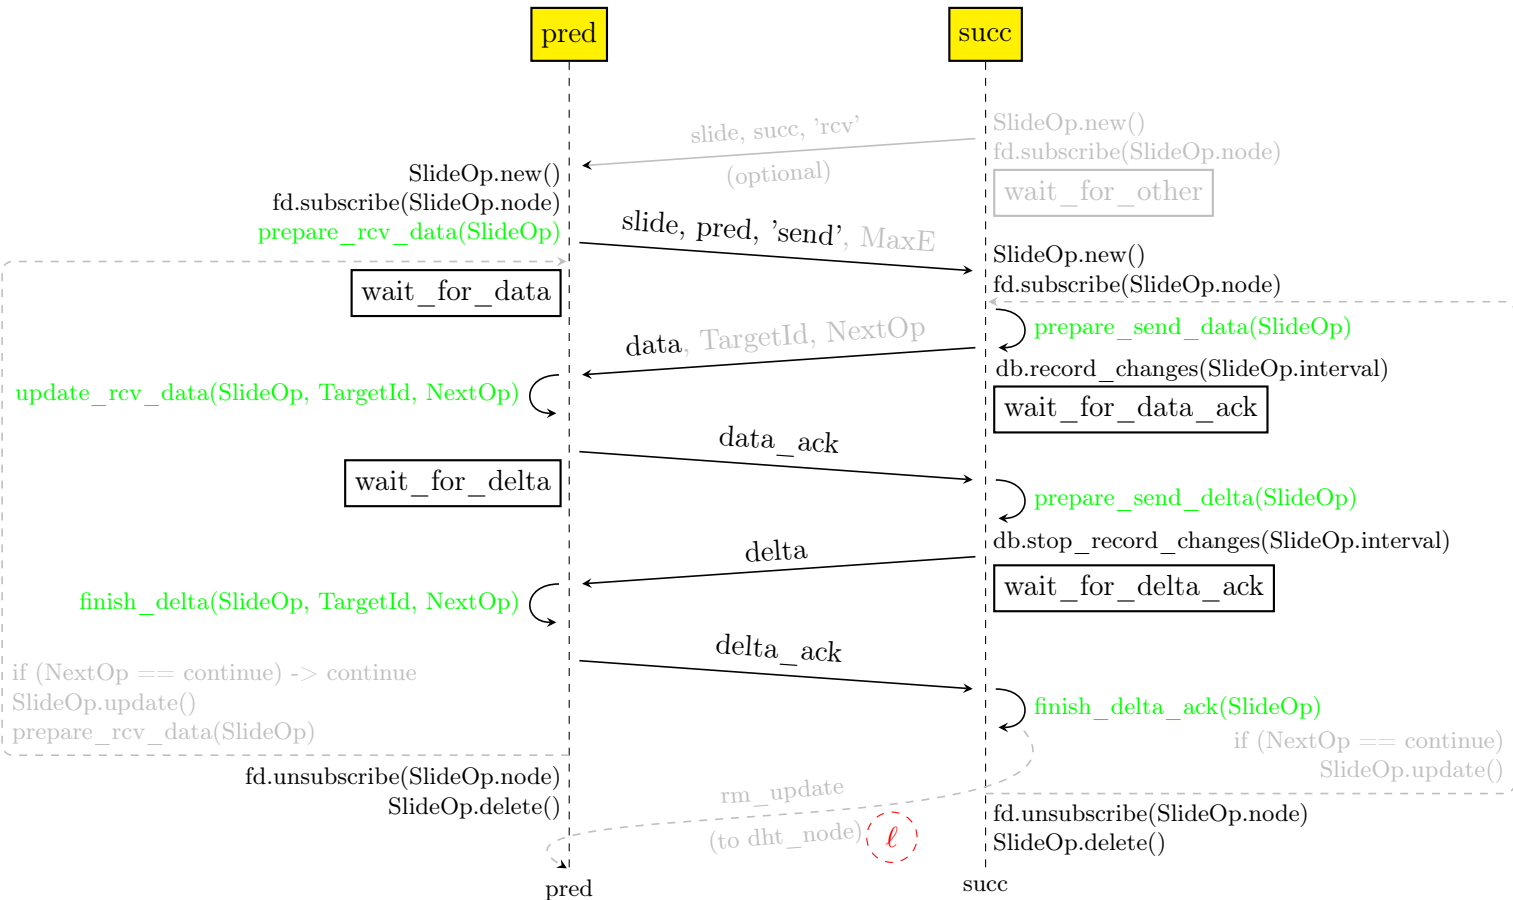 pred
succ
slide, succ, 'rcv'
(optional)
SlideOp.new()
fd.subscribe(SlideOp.node)
wait_for_other
SlideOp.new()
fd.subscribe(SlideOp.node)
prepare_rcv_data(SlideOp)
slide, pred, 'send', MaxE
SlideOp.new()
fd.subscribe(SlideOp.node)
wait_for_data
prepare_send_data(SlideOp)
data, TargetId, NextOp
db.record_changes(SlideOp.interval)
update_rcv_data(SlideOp, TargetId, NextOp)
wait_for_data_ack
data_ack
wait_for_delta
prepare_send_delta(SlideOp)
db.stop_record_changes(SlideOp.interval)
delta
wait_for_delta_ack
finish_delta(SlideOp, TargetId, NextOp)
delta_ack
if (NextOp == continue) -> continue
SlideOp.update()
prepare_rcv_data(SlideOp)
finish_delta_ack(SlideOp)
if (NextOp == continue)
SlideOp.update()
fd.unsubscribe(SlideOp.node)
SlideOp.delete()
rm_update
(to dht_node)
ℓ
fd.unsubscribe(SlideOp.node)
SlideOp.delete()
pred
succ